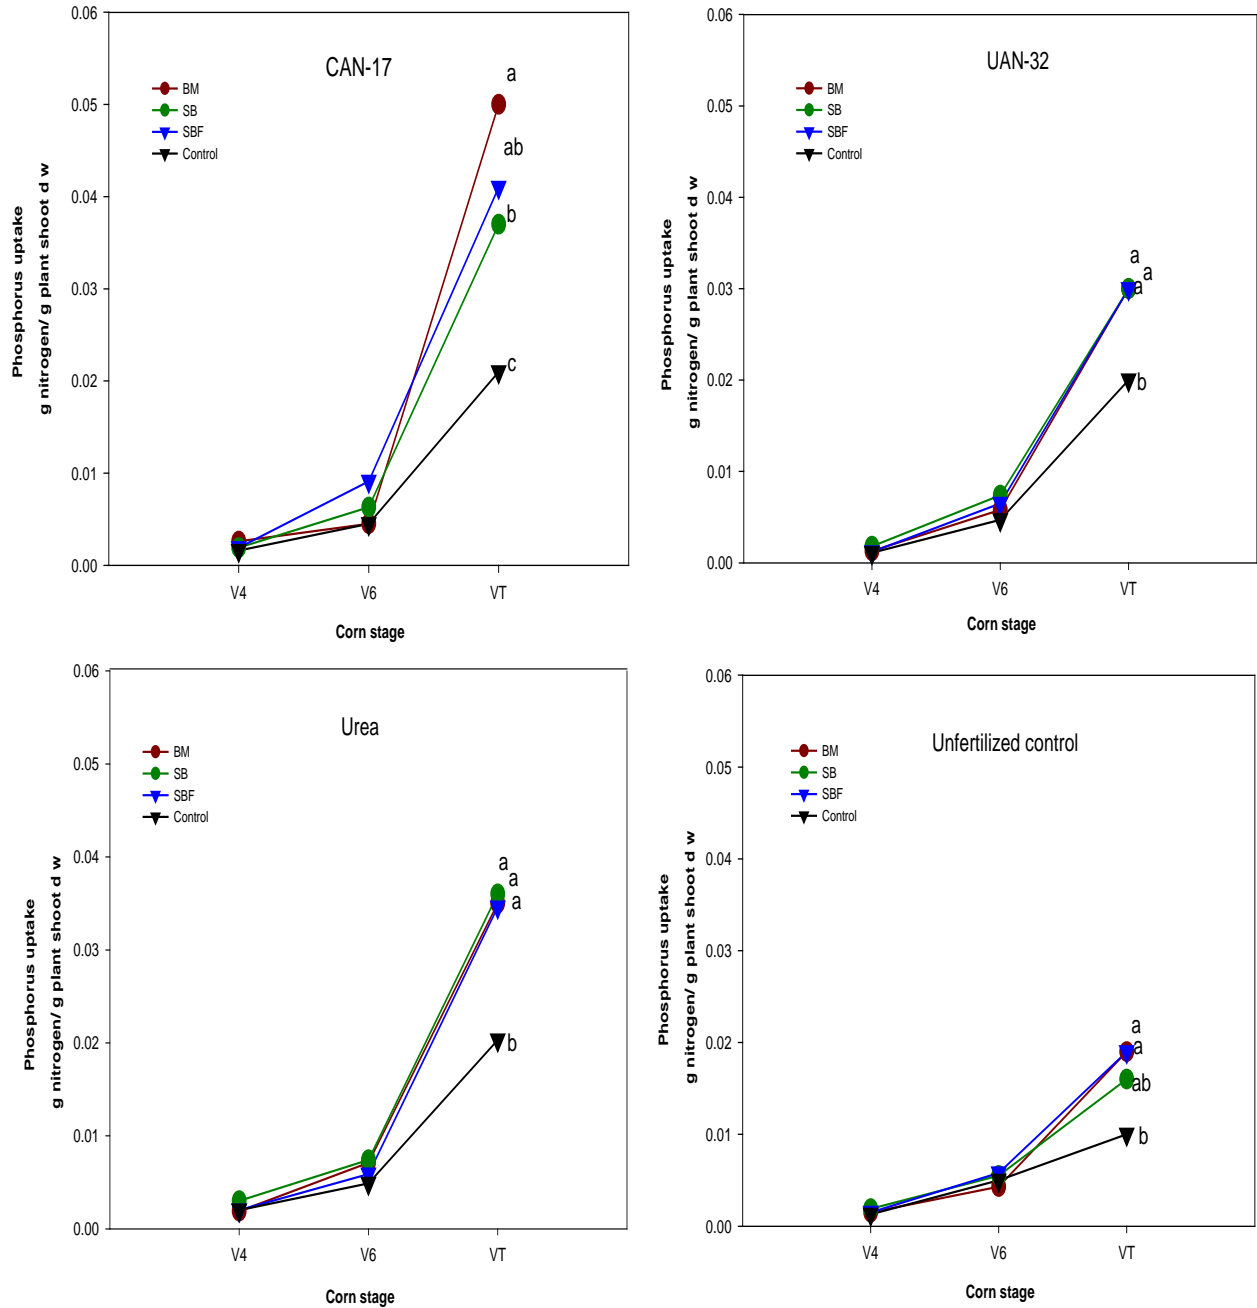 CAN-17
BM
SB
SBF
Control
0.06
0.05
0.04
0.03
0.02
0.01
0.00
a
ab
b
c
V4 V6 VT
Corn stage
Phosphorus uptake
g nitrogen/ g plant shoot d w
UAN-32
BM
SB
SBF
Control
0.06
0.05
0.04
0.03
0.02
0.01
0.00
a
a
a
b
V4 V6 VT
Corn stage
Phosphorus uptake
g nitrogen/ g plant shoot d w
Urea
BM
SB
SBF
Control
0.06
0.05
0.04
0.03
0.02
0.01
0.00
a
a
a
b
V4 V6 VT
Corn stage
Phosphorus uptake
g nitrogen/ g plant shoot d w
Unfertilized control
BM
SB
SBF
Control
0.06
0.05
0.04
0.03
0.02
0.01
0.00
a
a
ab
b
V4 V6 VT
Corn stage
Phosphorus uptake
g nitrogen/ g plant shoot d w